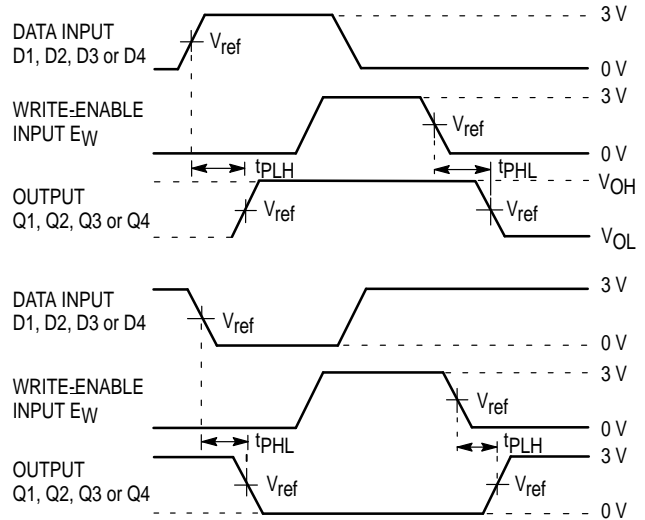 DATA INPUT
D1, D2, D3 or D4
Vref
3 V
0 V
WRITE-ENABLE
INPUT EW
Vref
3 V
0 V
tPLH
tPHL
OUTPUT
Q1, Q2, Q3 or Q4
Vref
Vref
VOH
VOL
DATA INPUT
D1, D2, D3 or D4
Vref
3 V
0 V
WRITE-ENABLE
INPUT EW
Vref
3 V
0 V
tPHL
tPLH
OUTPUT
Q1, Q2, Q3 or Q4
Vref
Vref
3 V
0 V